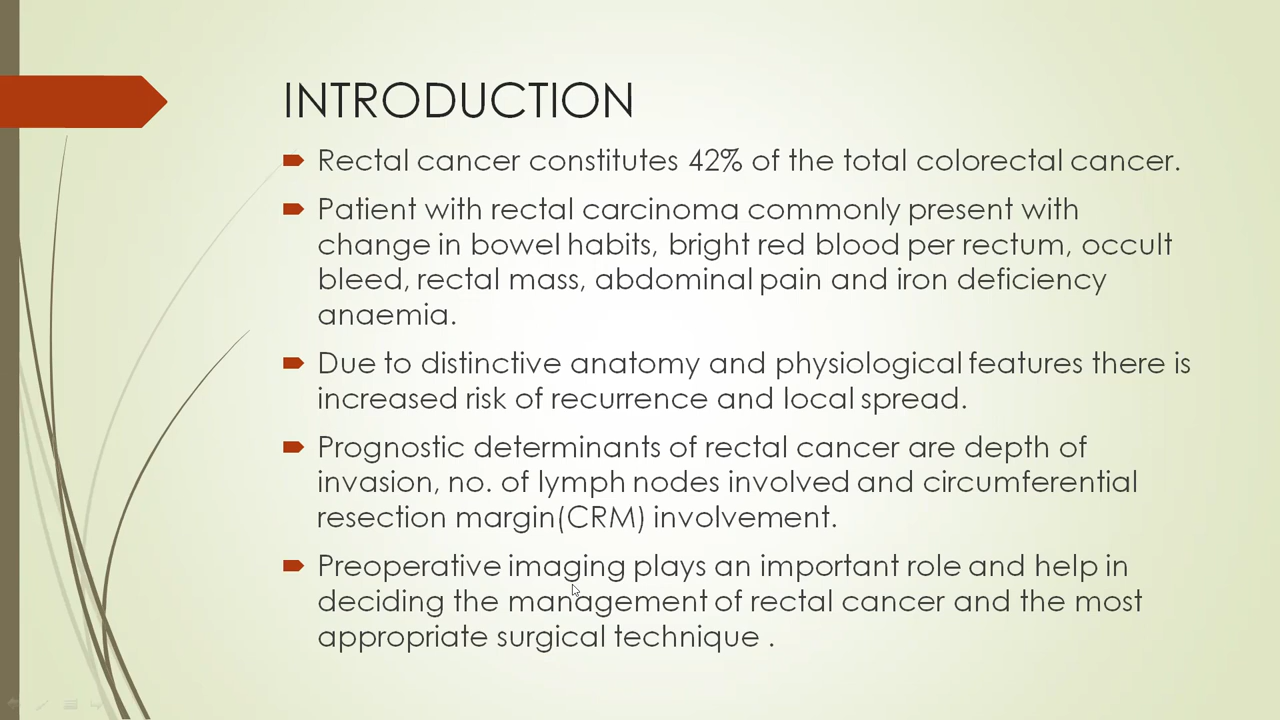 INTRODUCTION
Rectal cancer constitutes 42% of the total colorectal cancer.
Patient with rectal carcinoma commonly present with
change in bowel habits, bright red blood per rectum, occult
bleed, rectal mass, abdominal pain and iron deficiency
anaemia.
Due to distinctive anatomy and physiological features there is
increased risk of recurrence and local spread.
Prognostic determinants of rectal cancer are depth of
invasion, no. of lymph nodes involved and circumferential
resection margin(CRM) involvement.
Preoperative imaging plays an important role and help in
deciding the management of rectal cancer and the most
appropriate surgical technique .